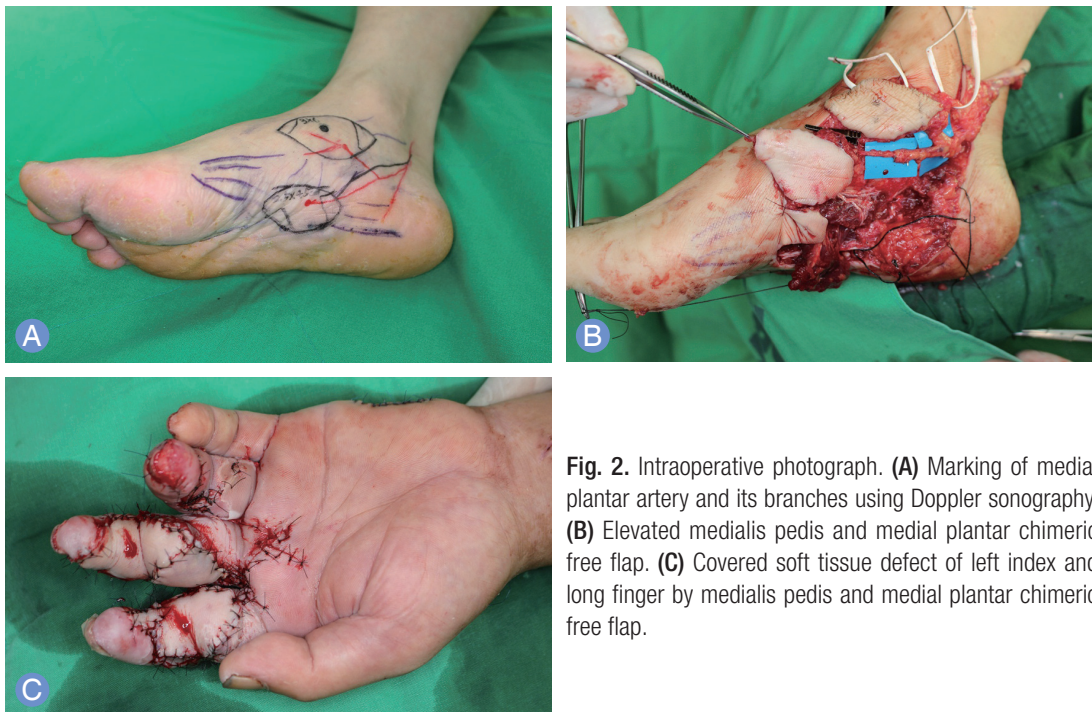 A
B
C
Fig. 2. Intraoperative photograph. (A) Marking of medial
plantar artery and its branches using Doppler sonography.
(B) Elevated medialis pedis and medial plantar chimeric
free flap. (C) Covered soft tissue defect of left index and
long finger by medialis pedis and medial plantar chimeric
free flap.